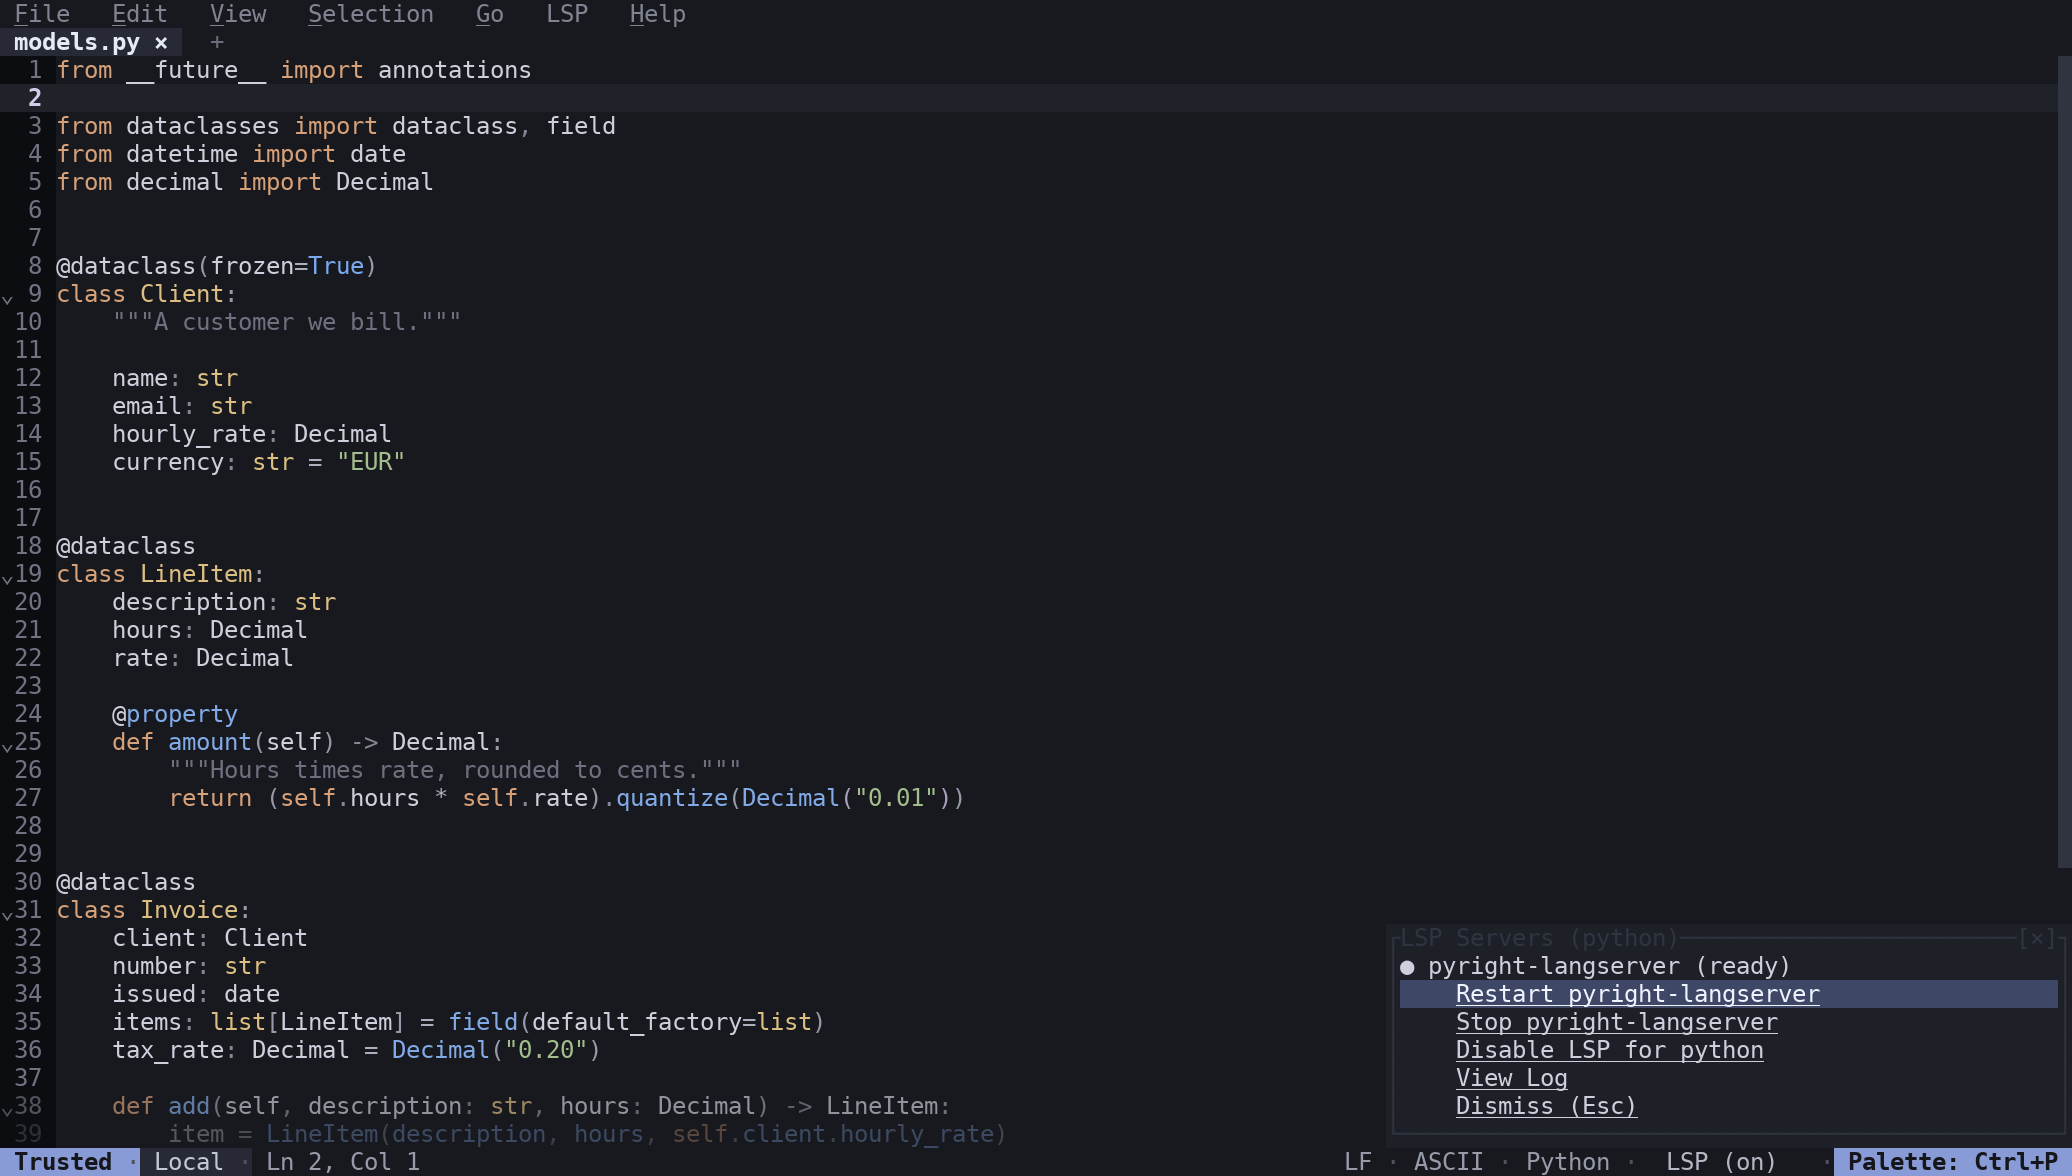 File   Edit   View   Selection   Go   LSP   Help
models.py ×   +
1 from __future__ import annotations
2
3 from dataclasses import dataclass, field
4 from datetime import date
5 from decimal import Decimal
6
7
8 @dataclass(frozen=True)
⌄ 9 class Client:
10     """A customer we bill."""
11
12     name: str
13     email: str
14     hourly_rate: Decimal
15     currency: str = "EUR"
16
17
18 @dataclass
⌄19 class LineItem:
20     description: str
21     hours: Decimal
22     rate: Decimal
23
24     @property
⌄25     def amount(self) -> Decimal:
26         """Hours times rate, rounded to cents."""
27         return (self.hours * self.rate).quantize(Decimal("0.01"))
28
29
30 @dataclass
⌄31 class Invoice:
32     client: Client
33     number: str
34     issued: date
35     items: list[LineItem] = field(default_factory=list)
36     tax_rate: Decimal = Decimal("0.20")
37
⌄38     def add(self, description: str, hours: Decimal) -> LineItem:
39         item = LineItem(description, hours, self.client.hourly_rate)
LSP Servers (python) [×]
● pyright-langserver (ready)
Restart pyright-langserver
Stop pyright-langserver
Disable LSP for python
View Log
Dismiss (Esc)
Trusted · Local · Ln 2, Col 1   LF · ASCII · Python ·  LSP (on)   · Palette: Ctrl+P